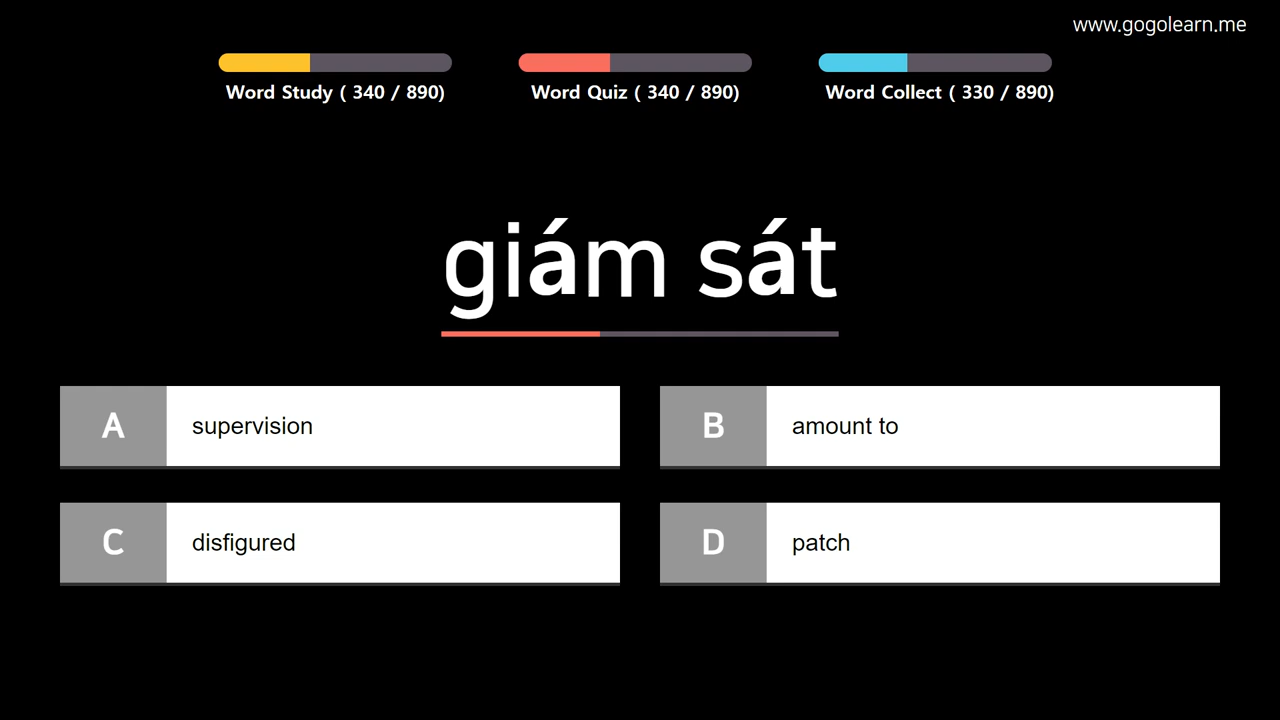 www.gogolearn.me
Word Study ( 340 / 890)
Word Quiz ( 340 / 890)
Word Collect ( 330 / 890)
giám sát
A supervision
B amount to
C disfigured
D patch